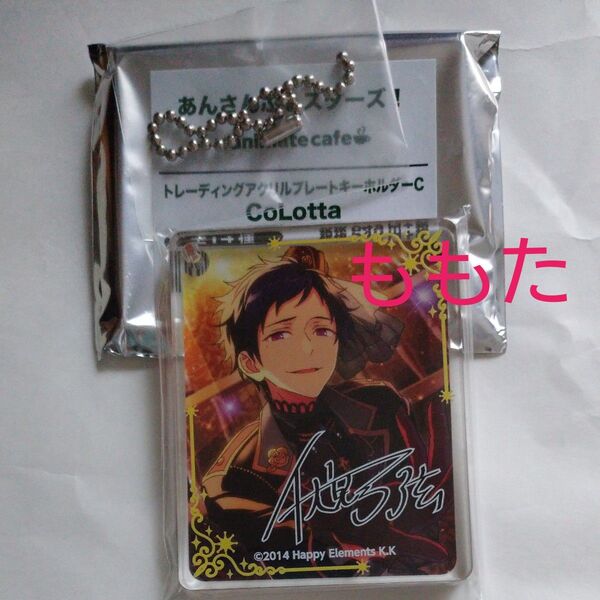 あんさんぶるスターズ!
animatecafe
トレーディングアクリルプレートキーホルダーC
CoLotta
ももた
©2014 Happy Elements K.K